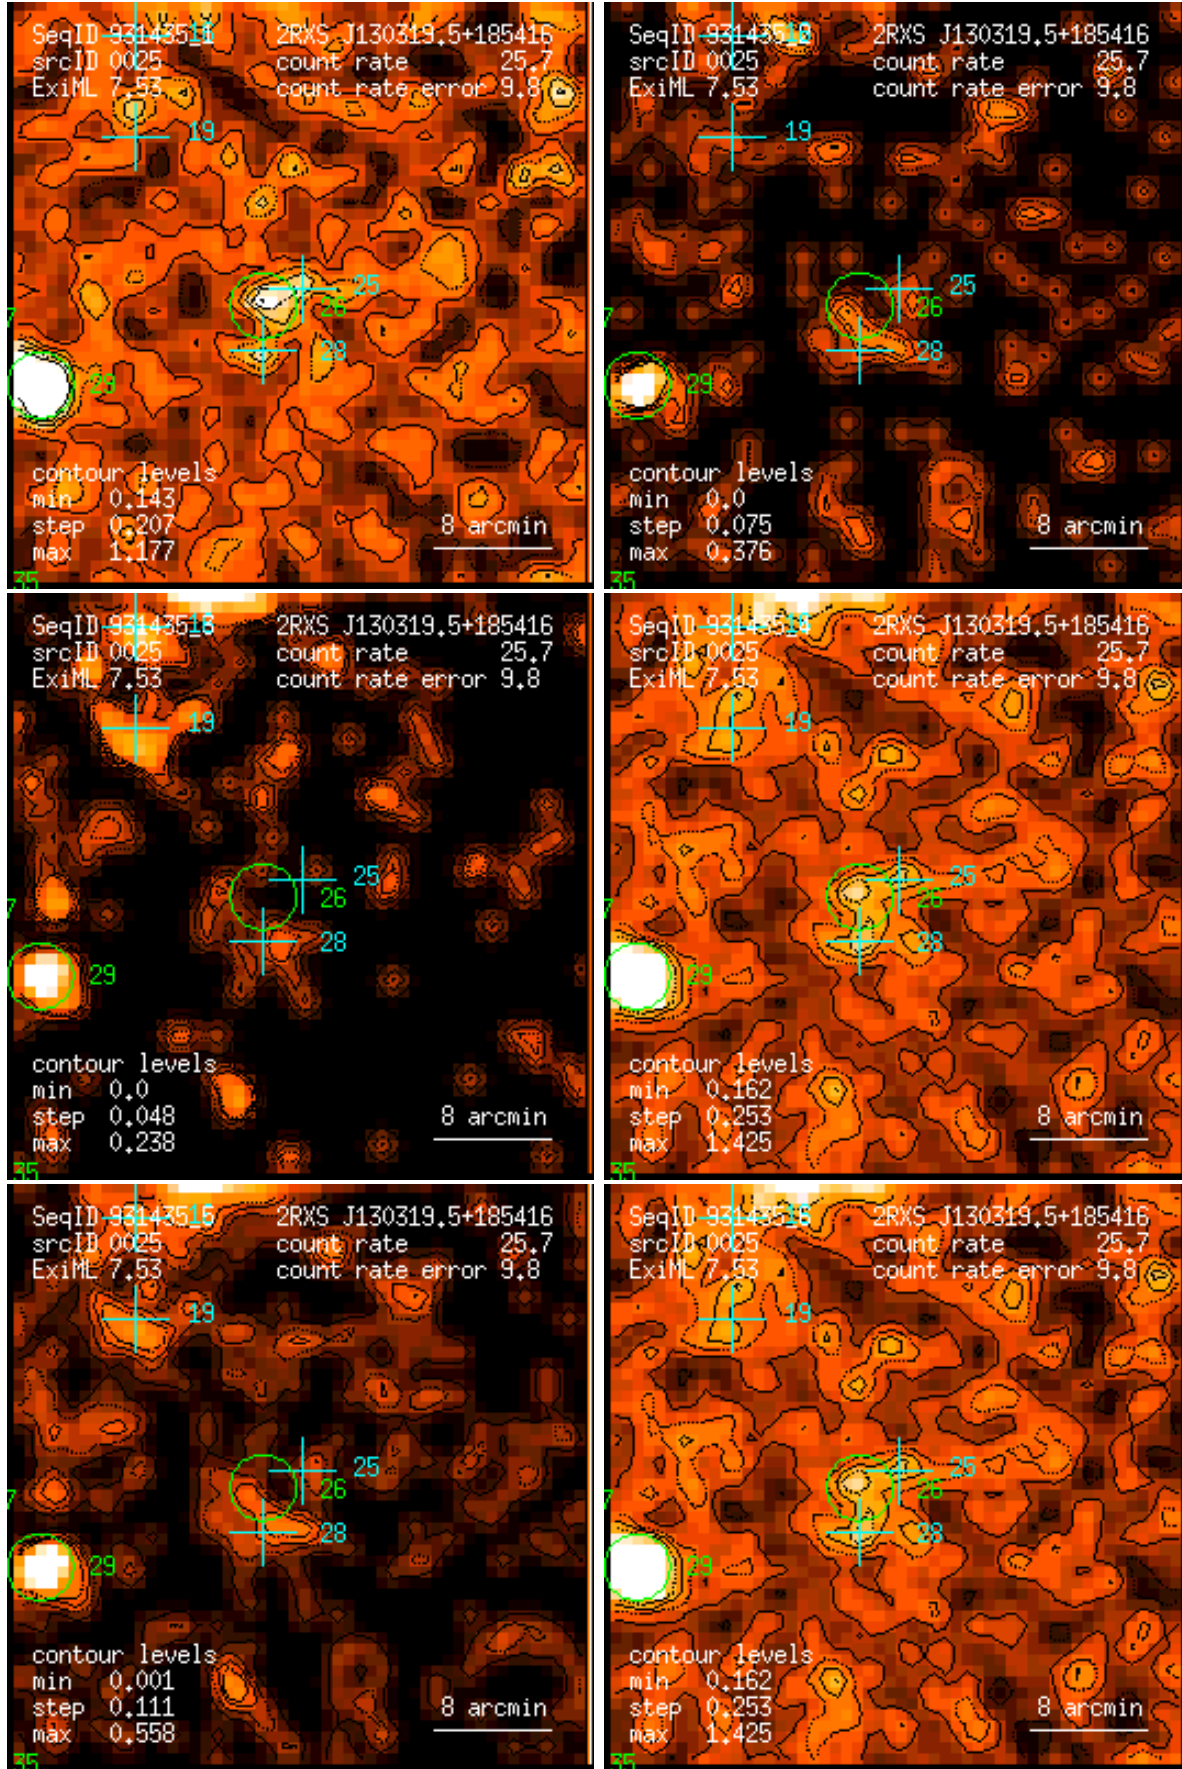 SeqID 93143511 2RXS J130319.5+185416
srcID 0025 count rate 25.7
ExiML 7.53 count rate error 9.8
19
25
26
28
29
7
contour levels
min 0.143
step 0.207
max 1.177
8 arcmin
35
2RXS J130319.5+185416
srcID 0025 count rate 25.7
ExiML 7.53 count rate error 9.8
19
25
26
28
29
7
contour levels
min 0.0
step 0.075
max 0.376
8 arcmin
35
SeqID 93143513 2RXS J130319.5+185416
srcID 0025 count rate 25.7
ExiML 7.53 count rate error 9.8
19
25
26
28
29
7
contour levels
min 0.0
step 0.048
max 0.238
8 arcmin
35
SeqID 93143514 2RXS J130319.5+185416
srcID 0025 count rate 25.7
ExiML 7.53 count rate error 9.8
19
25
26
28
29
7
contour levels
min 0.162
step 0.253
max 1.425
8 arcmin
35
SeqID 93143515 2RXS J130319.5+185416
srcID 0025 count rate 25.7
ExiML 7.53 count rate error 9.8
19
25
26
28
29
7
contour levels
min 0.001
step 0.111
max 0.558
8 arcmin
35
SeqID 93143516 2RXS J130319.5+185416
srcID 0025 count rate 25.7
ExiML 7.53 count rate error 9.8
19
25
26
28
29
7
contour levels
min 0.162
step 0.253
max 1.425
8 arcmin
35